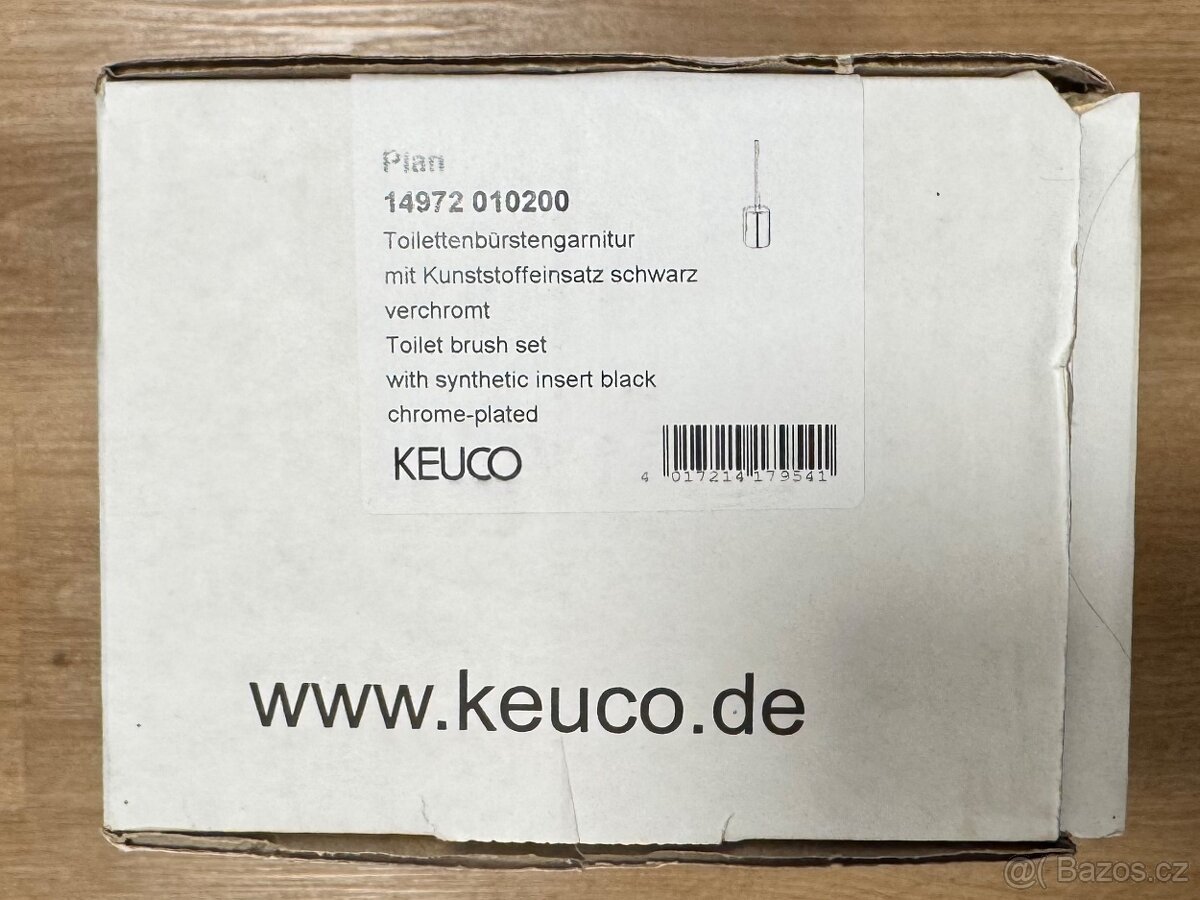 Plan
14972 010200
Toilettenbürstengarnitur
mit Kunststoffeinsatz schwarz
verchromt
Toilet brush set
with synthetic insert black
chrome-plated
KEUCO
4 017214 179541
www.keuco.de
@( Bazos.cz